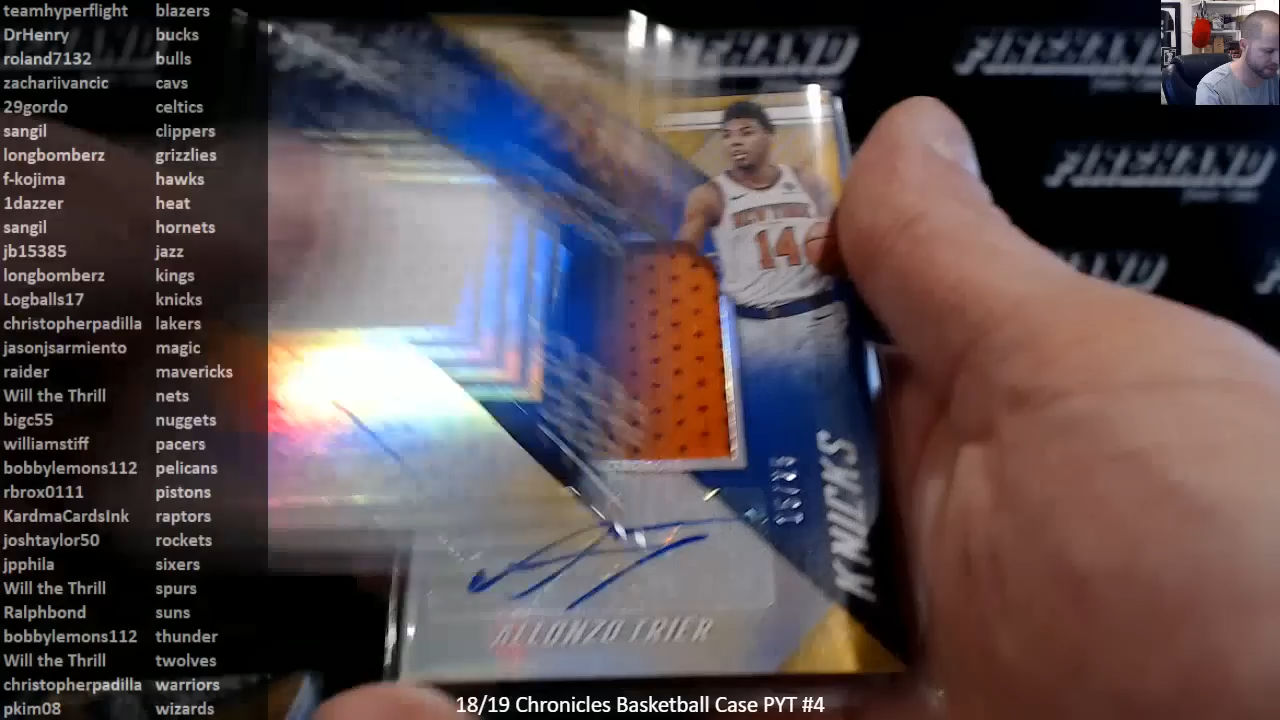 teamhyperflight blazers
DrHenry bucks
roland7132 bulls
zachariivancic cavs
29gordo celtics
sangil clippers
longbomberz grizzlies
f-kojima hawks
1dazzer heat
sangil hornets
jb15385 jazz
longbomberz kings
Logballs17 knicks
christopherpadilla lakers
jasonjsarmiento magic
raider mavericks
Will the Thrill nets
bigc55 nuggets
williamstiff pacers
bobbylemons112 pelicans
rbrox0111 pistons
KardmaCardsInk raptors
joshtaylor50 rockets
jpphila sixers
Will the Thrill spurs
Ralphbond suns
bobbylemons112 thunder
Will the Thrill twolves
christopherpadilla warriors
pkim08 wizards
NEW YORK
14
KNICKS
ALLONZO TRIER
18/19 Chronicles Basketball Case PYT #4